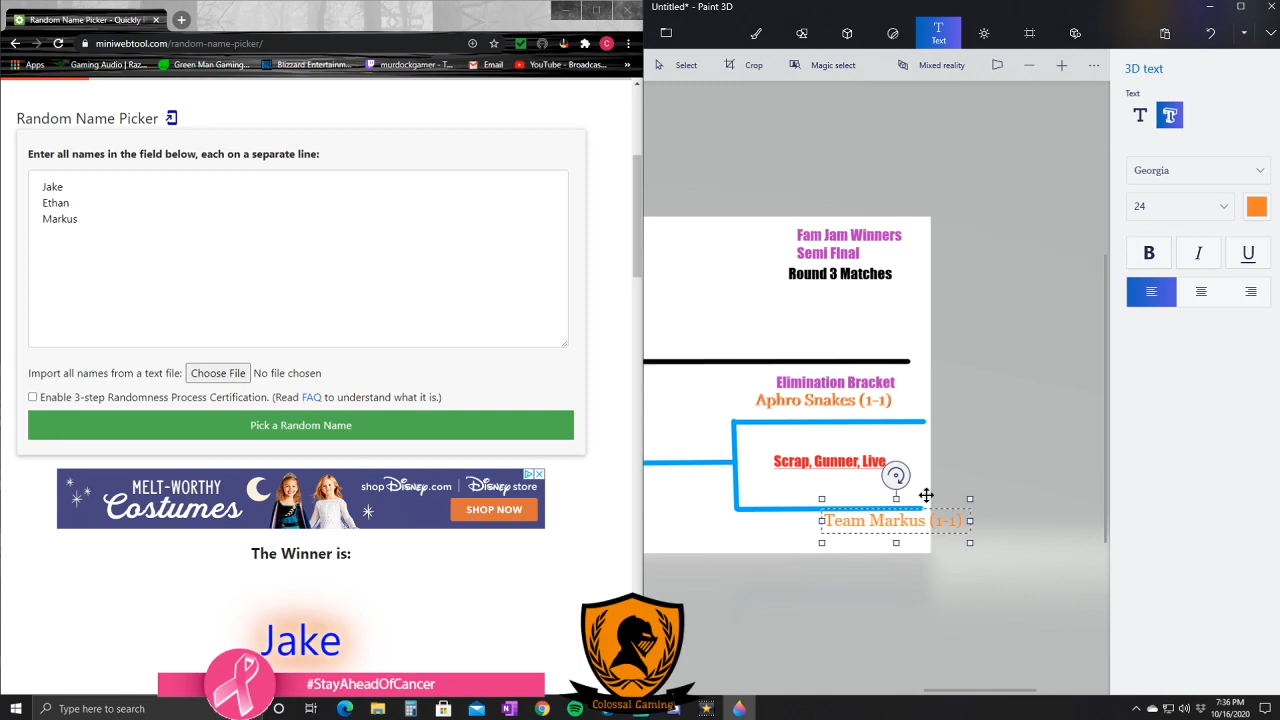 Random Name Picker - Quickly
miniwebtool.com/random-name-picker/
Apps
Gaming Audio | Raz...
Green Man Gaming...
Blizzard Entertainm...
murdockgamer - T...
Email
YouTube - Broadcas...
»
Random Name Picker
Enter all names in the field below, each on a separate line:
Jake
Ethan
Markus
Import all names from a text file: Choose File No file chosen
Enable 3-step Randomness Process Certification. (Read FAQ to understand what it is.)
Pick a Random Name
MELT-WORTHY
Costumes
shop Disney.com
Disney store
SHOP NOW
The Winner is:
Jake
#StayAheadOfCancer
Colossal Gaming
Untitled* - Paint 3D
Text
Select
Crop
Magic select
Mixed reality
3D text
Text
Georgia
24
B I U
Fam Jam Winners
Semi FInal
Round 3 Matches
Elimination Bracket
Aphro Snakes (1-1)
Scrap, Gunner, Live
Team Markus (1-1)
Type here to search
7:36 PM
10/16/2020